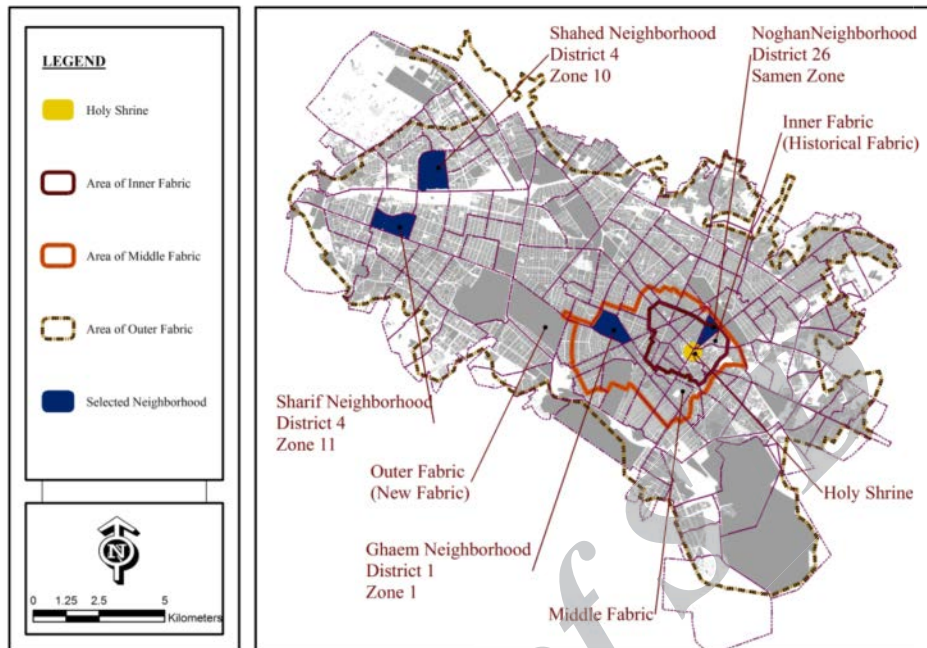 LEGEND
Holy Shrine
Area of Inner Fabric
Area of Middle Fabric
Area of Outer Fabric
Selected Neighborhood
N
0 1.25 2.5 5
Kilometers
Shahed Neighborhood
District 4
Zone 10
NoghanNeighborhood
District 26
Samen Zone
Inner Fabric
(Historical Fabric)
Sharif Neighborhood
District 4
Zone 11
Outer Fabric
(New Fabric)
Holy Shrine
Ghaem Neighborhood
District 1
Zone 1
Middle Fabric
of S